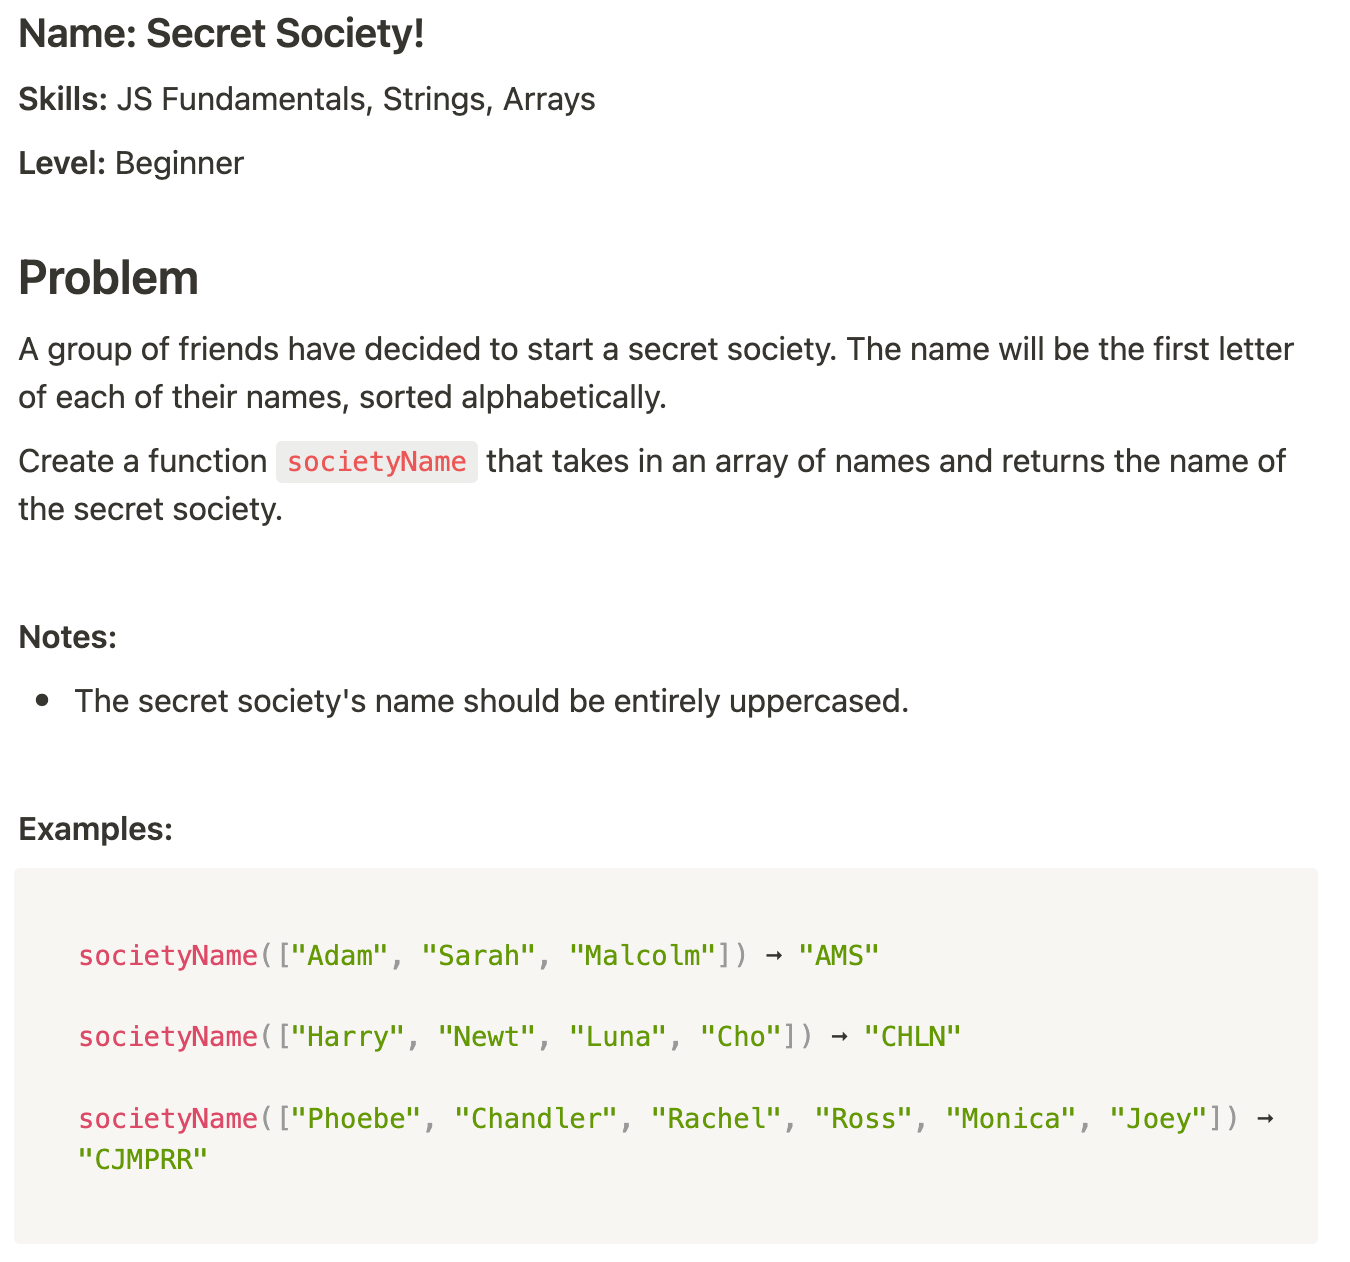 Name: Secret Society!
Skills: JS Fundamentals, Strings, Arrays
Level: Beginner
Problem
A group of friends have decided to start a secret society. The name will be the first letter
of each of their names, sorted alphabetically.
Create a function societyName that takes in an array of names and returns the name of
the secret society.
Notes:
• The secret society's name should be entirely uppercased.
Examples:
societyName(["Adam", "Sarah", "Malcolm"]) → "AMS"
societyName(["Harry", "Newt", "Luna", "Cho"]) → "CHLN"
societyName(["Phoebe", "Chandler", "Rachel", "Ross", "Monica", "Joey"]) →
"CJMPRR"